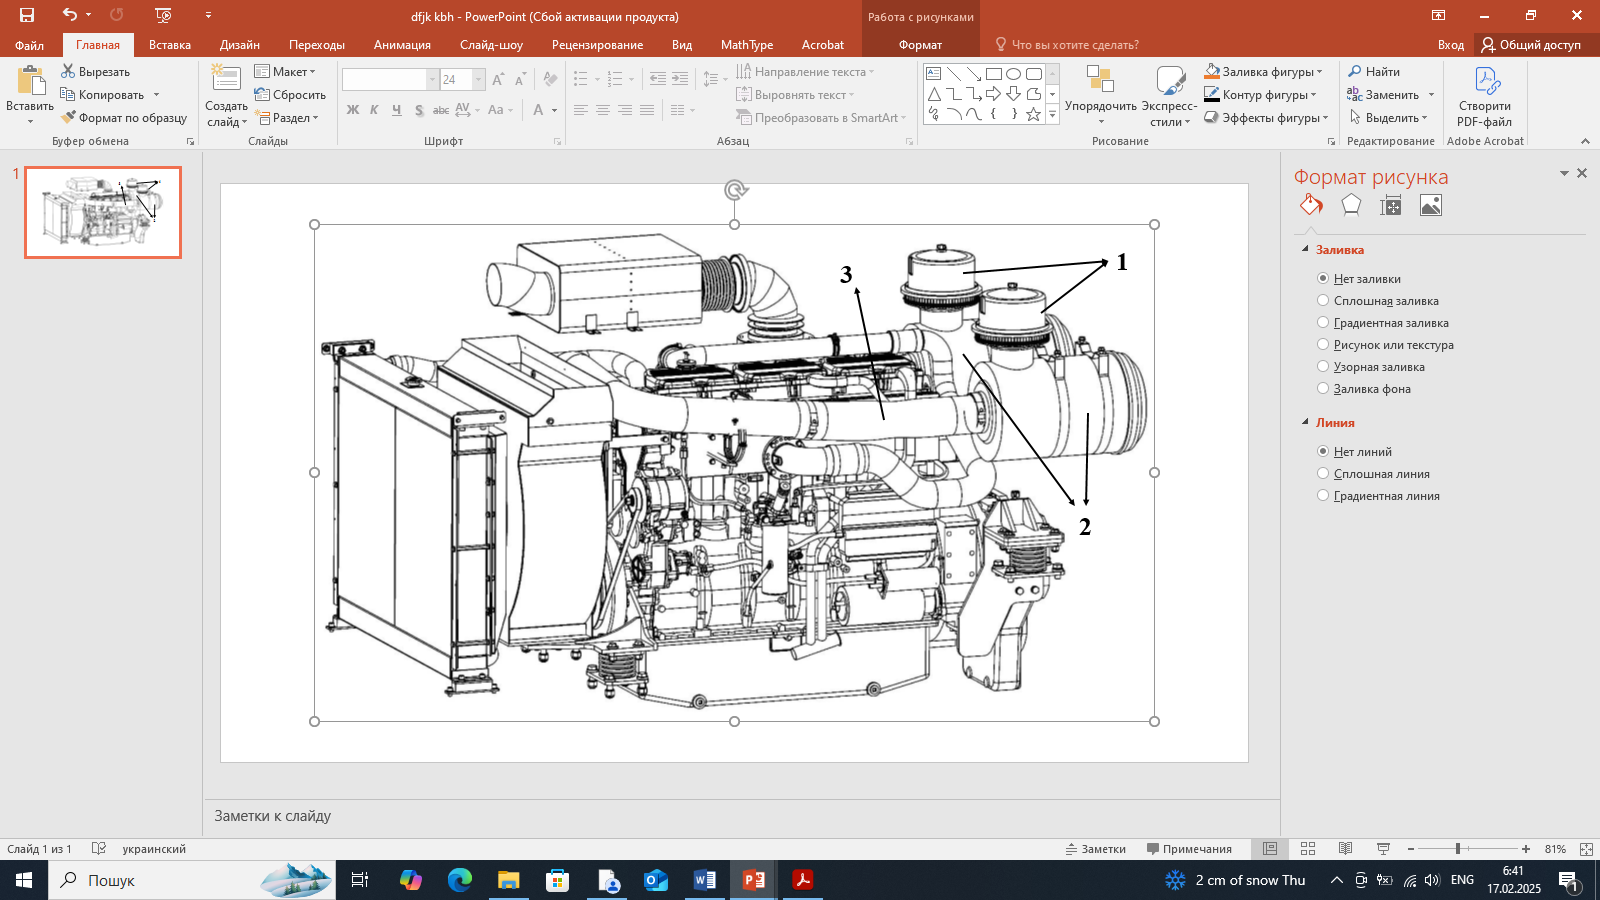 dfjk kbh - PowerPoint (Сбой активации продукта)
Работа с рисунками
Файл
Главная
Вставка
Дизайн
Переходы
Анимация
Слайд-шоу
Рецензирование
Вид
MathType
Acrobat
Формат
Что вы хотите сделать?
Вход
Общий доступ
Вставить
Вырезать
Копировать
Формат по образцу
Буфер обмена
Создать
слайд
Макет
Сбросить
Раздел
Слайды
24
Ж К Ч S abc AV Aa A
Шрифт
Направление текста
Выровнять текст
Преобразовать в SmartArt
Абзац
Упорядочить
Экспресс-
стили
Заливка фигуры
Контур фигуры
Эффекты фигуры
Рисование
Найти
Заменить
Выделить
Редактирование
Створити
PDF-файл
Adobe Acrobat
1
3
1
2
Формат рисунка
Заливка
Нет заливки
Сплошная заливка
Градиентная заливка
Рисунок или текстура
Узорная заливка
Заливка фона
Линия
Нет линий
Сплошная линия
Градиентная линия
Заметки к слайду
Слайд 1 из 1
украинский
Заметки
Примечания
81%
Пошук
2 cm of snow Thu
ENG
6:41
17.02.2025
1